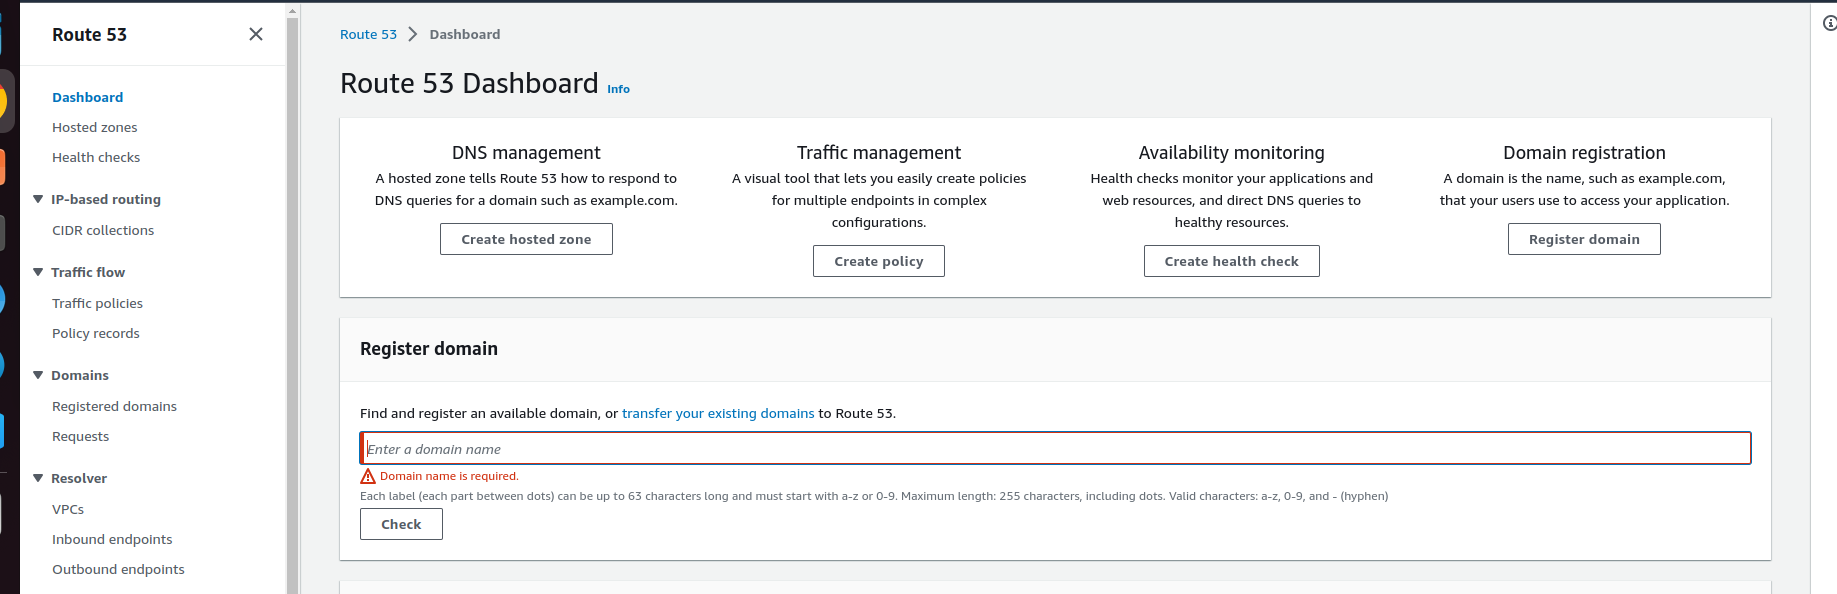 Route 53
Dashboard
Hosted zones
Health checks
IP-based routing
CIDR collections
Traffic flow
Traffic policies
Policy records
Domains
Registered domains
Requests
Resolver
VPCs
Inbound endpoints
Outbound endpoints
Route 53 > Dashboard
Route 53 Dashboard Info
DNS management
A hosted zone tells Route 53 how to respond to
DNS queries for a domain such as example.com.
Create hosted zone
Traffic management
A visual tool that lets you easily create policies
for multiple endpoints in complex
configurations.
Create policy
Availability monitoring
Health checks monitor your applications and
web resources, and direct DNS queries to
healthy resources.
Create health check
Domain registration
A domain is the name, such as example.com,
that your users use to access your application.
Register domain
Register domain
Find and register an available domain, or transfer your existing domains to Route 53.
Enter a domain name
Domain name is required.
Each label (each part between dots) can be up to 63 characters long and must start with a-z or 0-9. Maximum length: 255 characters, including dots. Valid characters: a-z, 0-9, and - (hyphen)
Check